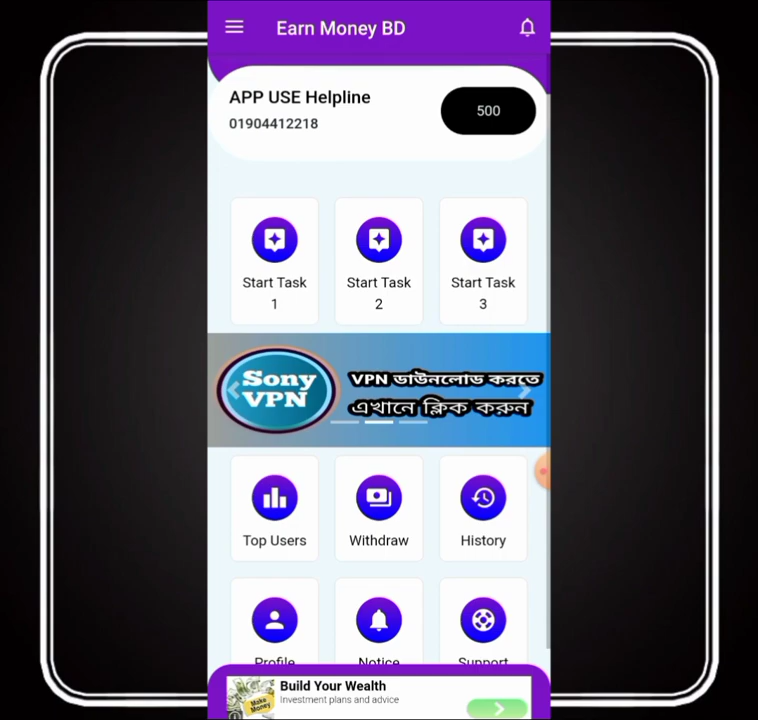 Earn Money BD
APP USE Helpline
01904412218
500
Start Task
1
Start Task
2
Start Task
3
Sony
VPN
VPN ডাউনলোড করতে
এখানে ক্লিক করুন
Top Users
Withdraw
History
Profile
Notice
Support
Build Your Wealth
Investment plans and advice
Make
Money